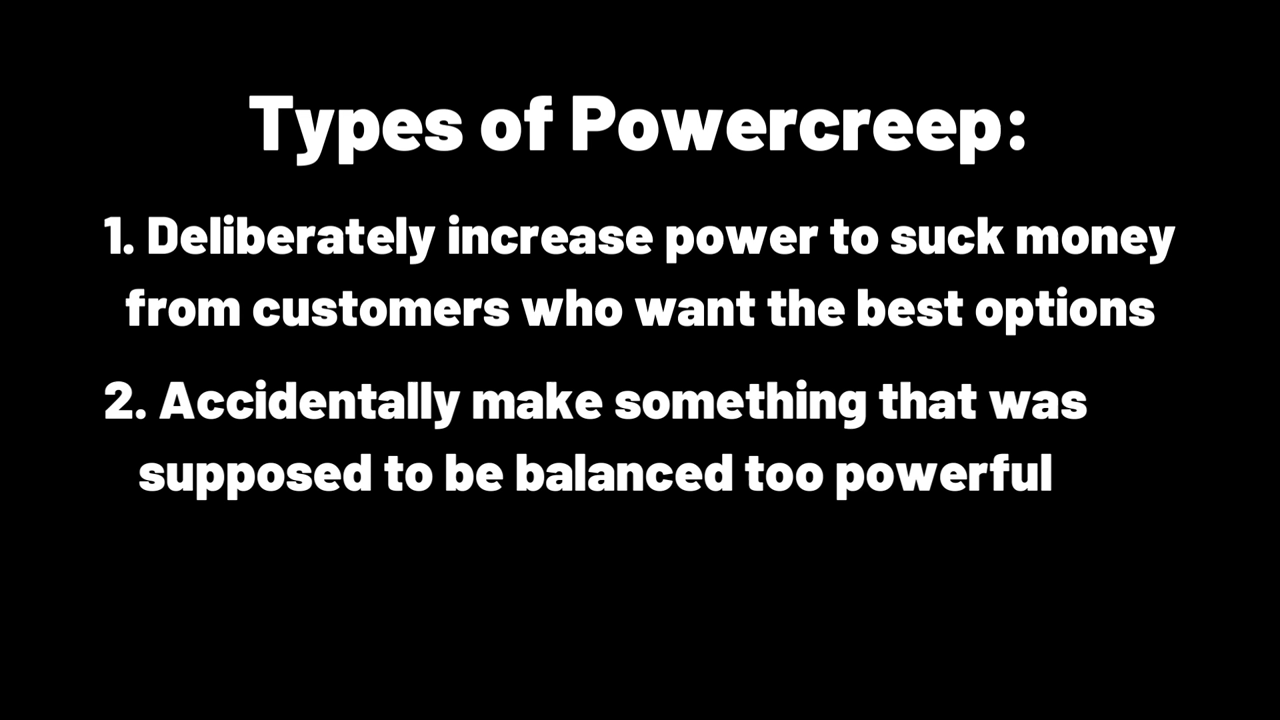 Types of Powercreep:
1. Deliberately increase power to suck money
from customers who want the best options
2. Accidentally make something that was
supposed to be balanced too powerful